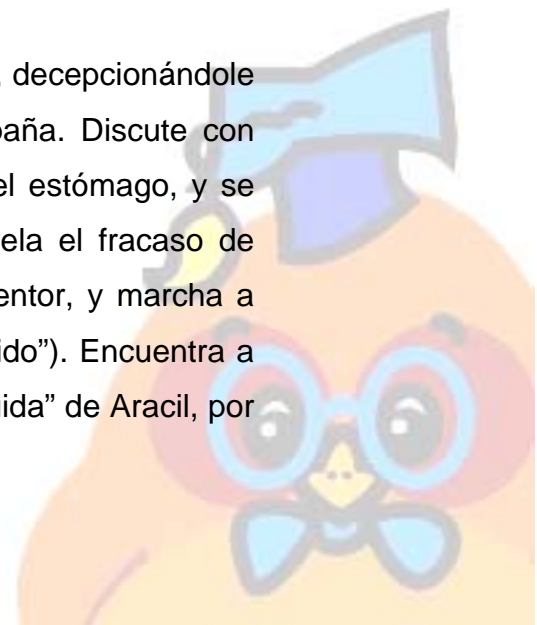 , decepcionándole
paña. Discute con
el estómago, y se
ela el fracaso de
entor, y marcha a
ido”). Encuentra a
ida” de Aracil, por